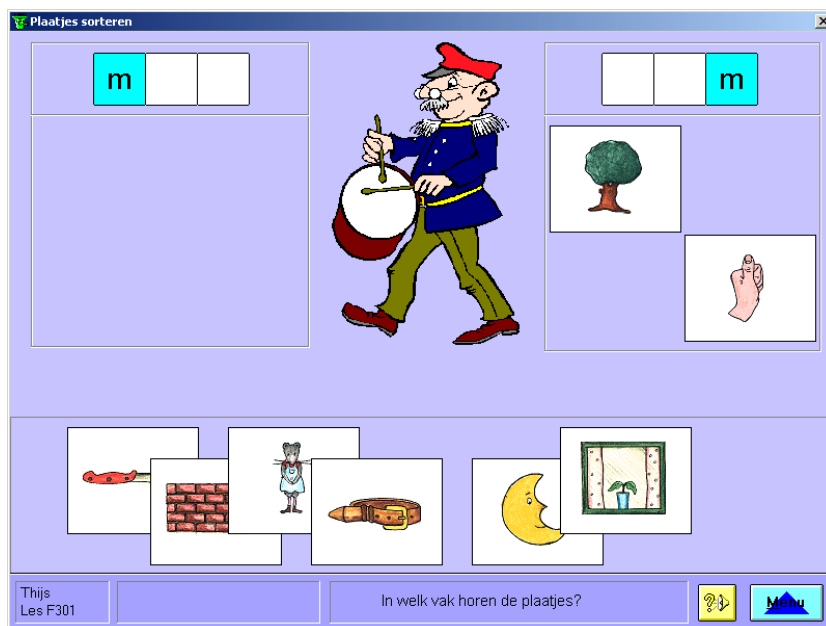 Plaatjes sorteren
m
m
Thijs
Les F301
In welk vak horen de plaatjes?
?
Menu